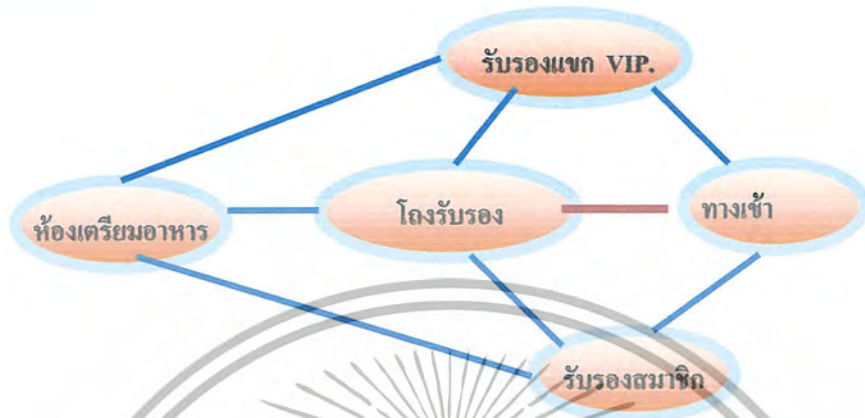 รับรองแขก VIP.
ห้องเตรียมอาหาร
โถงรับรอง
ทางเช้า
รับรองสมาชิก